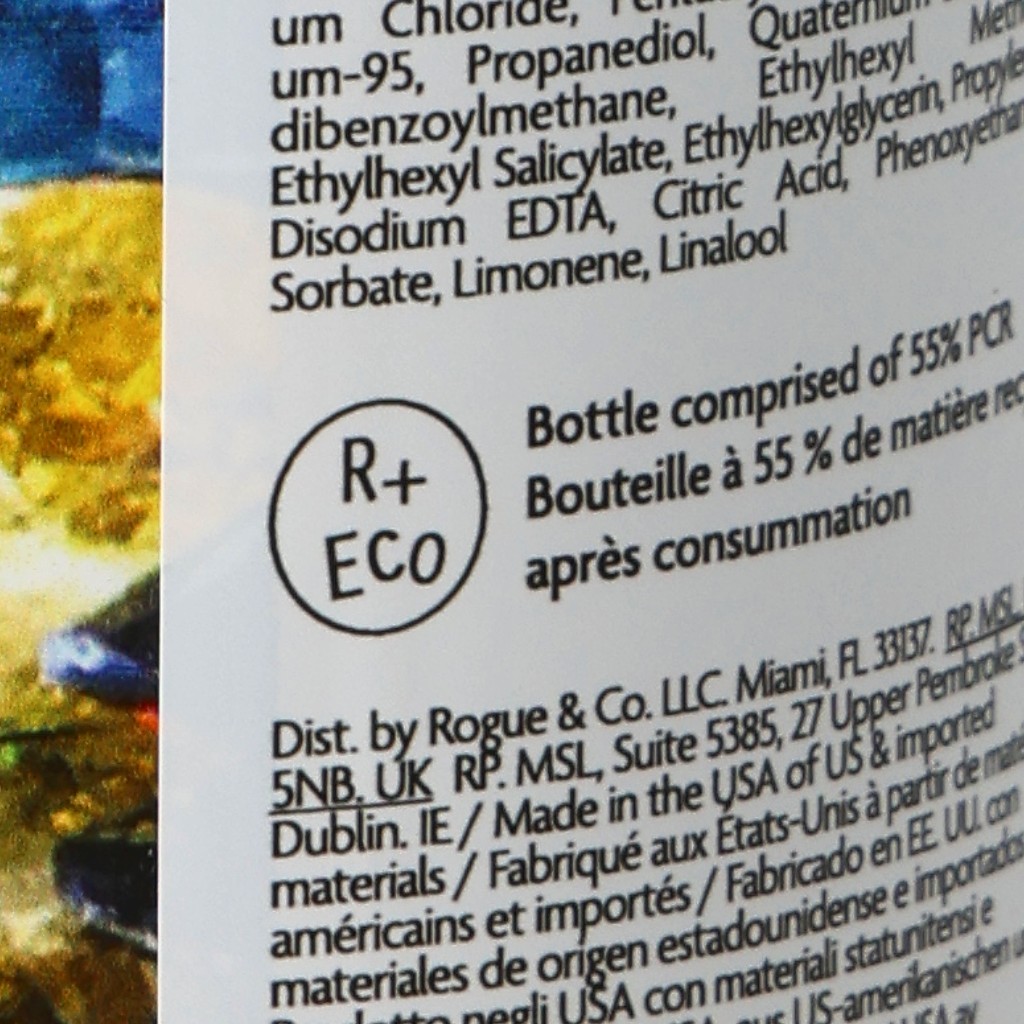 um Chloride,
um-95, Propanediol, Quaternium
dibenzoylmethane, Ethylhexyl
Ethylhexyl Salicylate, Ethylhexylglycerin,
Disodium EDTA, Citric Acid,
Sorbate, Limonene, Linalool
R+
ECO
Bottle comprised of 55% PCR
Bouteille à 55 % de matière
après consummation
Dist. by Rogue & Co. LLC. Miami, FL 33137. RP. MSL,
5NB. UK RP. MSL, Suite 5385, 27 Upper Pembroke
Dublin. IE / Made in the USA of US & imported
materials / Fabriqué aux États-Unis à partir de
américains et importés / Fabricado en EE. UU. con
materiales de origen estadounidense e importados
negli USA con materiali statunitensi e
US-amerikanischen